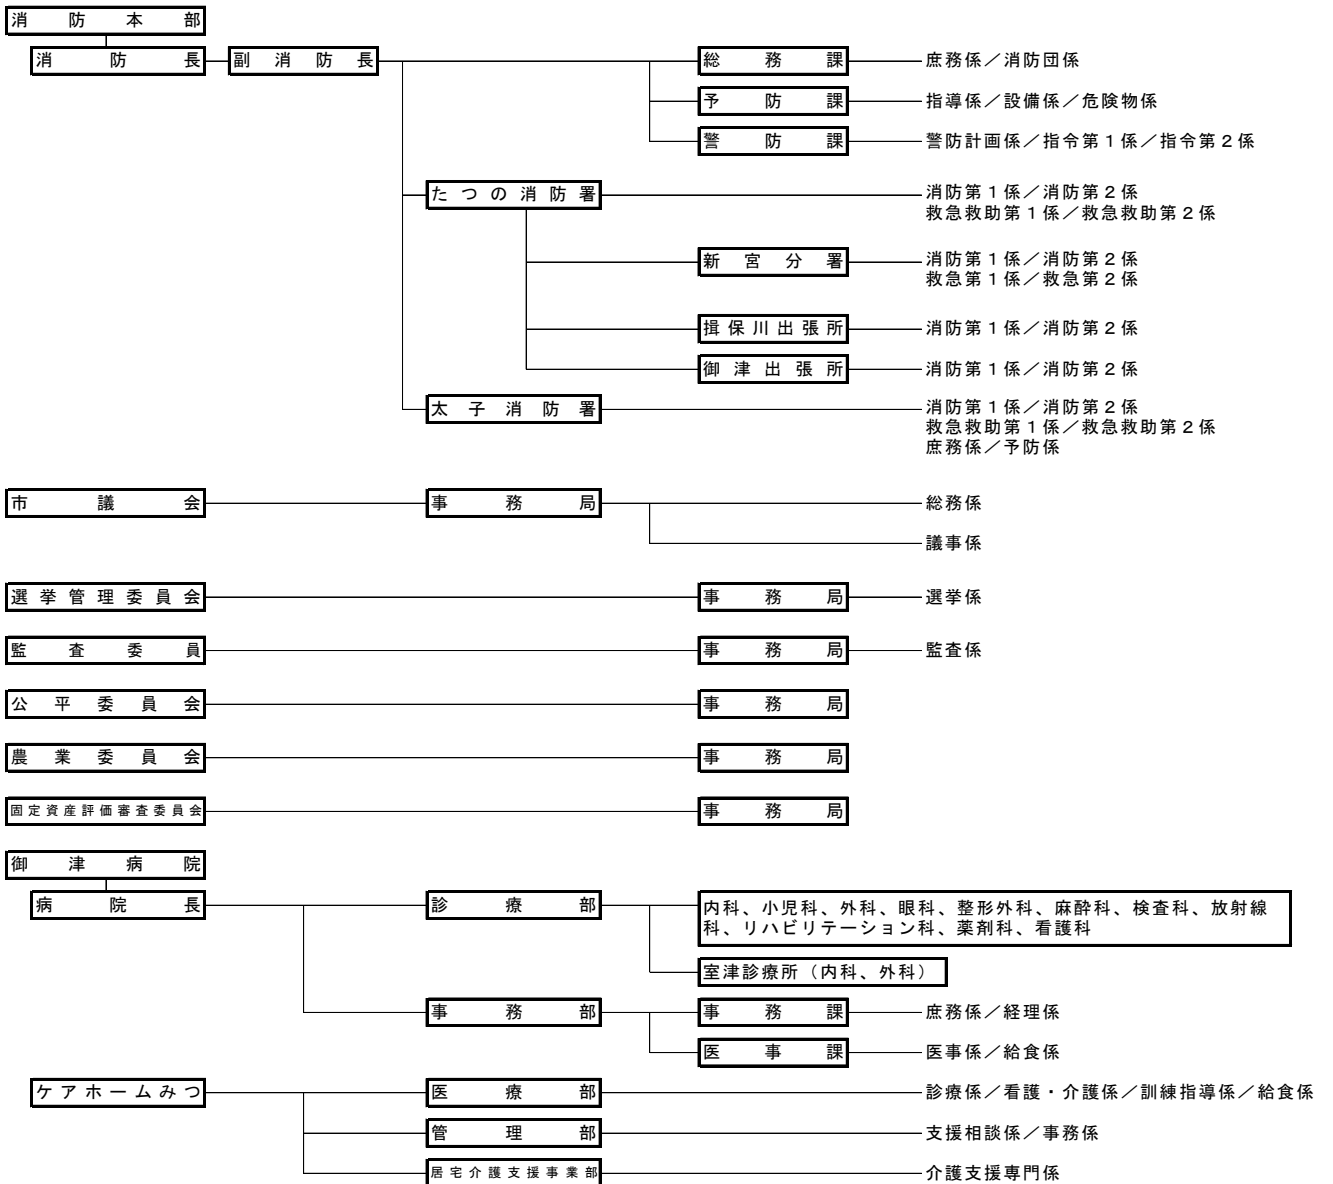 消防本部
消防長 副消防長 総務課 庶務係／消防団係
予防課 指導係／設備係／危険物係
警防課 警防計画係／指令第１係／指令第２係
たつの消防署 消防第１係／消防第２係
救急救助第１係／救急救助第２係
新宮分署 消防第１係／消防第２係
救急第１係／救急第２係
揖保川出張所 消防第１係／消防第２係
御津出張所 消防第１係／消防第２係
太子消防署 消防第１係／消防第２係
救急救助第１係／救急救助第２係
庶務係／予防係
市議会 事務局 総務係
議事係
選挙管理委員会 事務局 選挙係
監査委員 事務局 監査係
公平委員会 事務局
農業委員会 事務局
固定資産評価審査委員会 事務局
御津病院
病院長 診療部 内科、小児科、外科、眼科、整形外科、麻酔科、検査科、放射線
科、リハビリテーション科、薬剤科、看護科
室津診療所（内科、外科）
事務部 事務課 庶務係／経理係
医事課 医事係／給食係
ケアホームみつ 医療部 診療係／看護・介護係／訓練指導係／給食係
管理部 支援相談係／事務係
居宅介護支援事業部 介護支援専門係